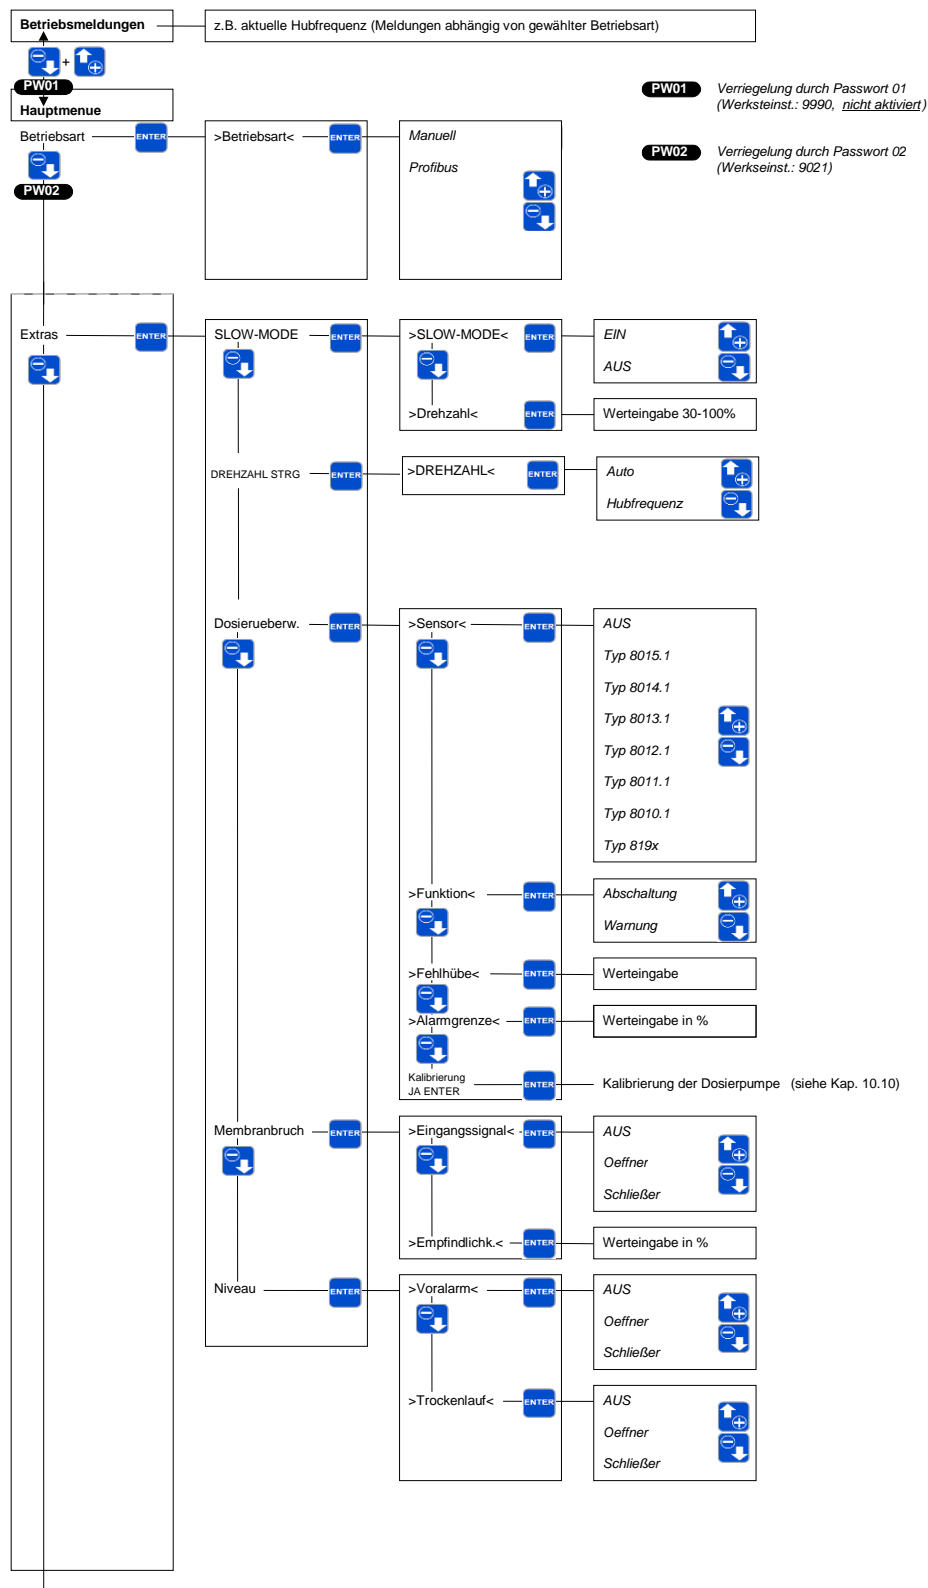 Betriebsmeldungen
z.B. aktuelle Hubfrequenz (Meldungen abhängig von gewählter Betriebsart)
+
PW01
Hauptmenue
PW01
Verriegelung durch Passwort 01
(Werksteinst.: 9990, nicht aktiviert)
PW02
Verriegelung durch Passwort 02
(Werkseinst.: 9021)
Betriebsart
ENTER
>Betriebsart<
ENTER
Manuell
Profibus
PW02
Extras
ENTER
SLOW-MODE
ENTER
>SLOW-MODE<
ENTER
EIN
AUS
>Drehzahl<
ENTER
Werteingabe 30-100%
DREHZAHL STRG
ENTER
>DREHZAHL<
ENTER
Auto
Hubfrequenz
Dosierueberw.
ENTER
>Sensor<
ENTER
AUS
Typ 8015.1
Typ 8014.1
Typ 8013.1
Typ 8012.1
Typ 8011.1
Typ 8010.1
Typ 819x
>Funktion<
ENTER
Abschaltung
Warnung
>Fehlhübe<
ENTER
Werteingabe
>Alarmgrenze<
ENTER
Werteingabe in %
Kalibrierung
JA ENTER
ENTER
Kalibrierung der Dosierpumpe (siehe Kap. 10.10)
Membranbruch
ENTER
>Eingangssignal<
ENTER
AUS
Oeffner
Schließer
>Empfindlichk.<
ENTER
Werteingabe in %
Niveau
ENTER
>Voralarm<
ENTER
AUS
Oeffner
Schließer
>Trockenlauf<
ENTER
AUS
Oeffner
Schließer